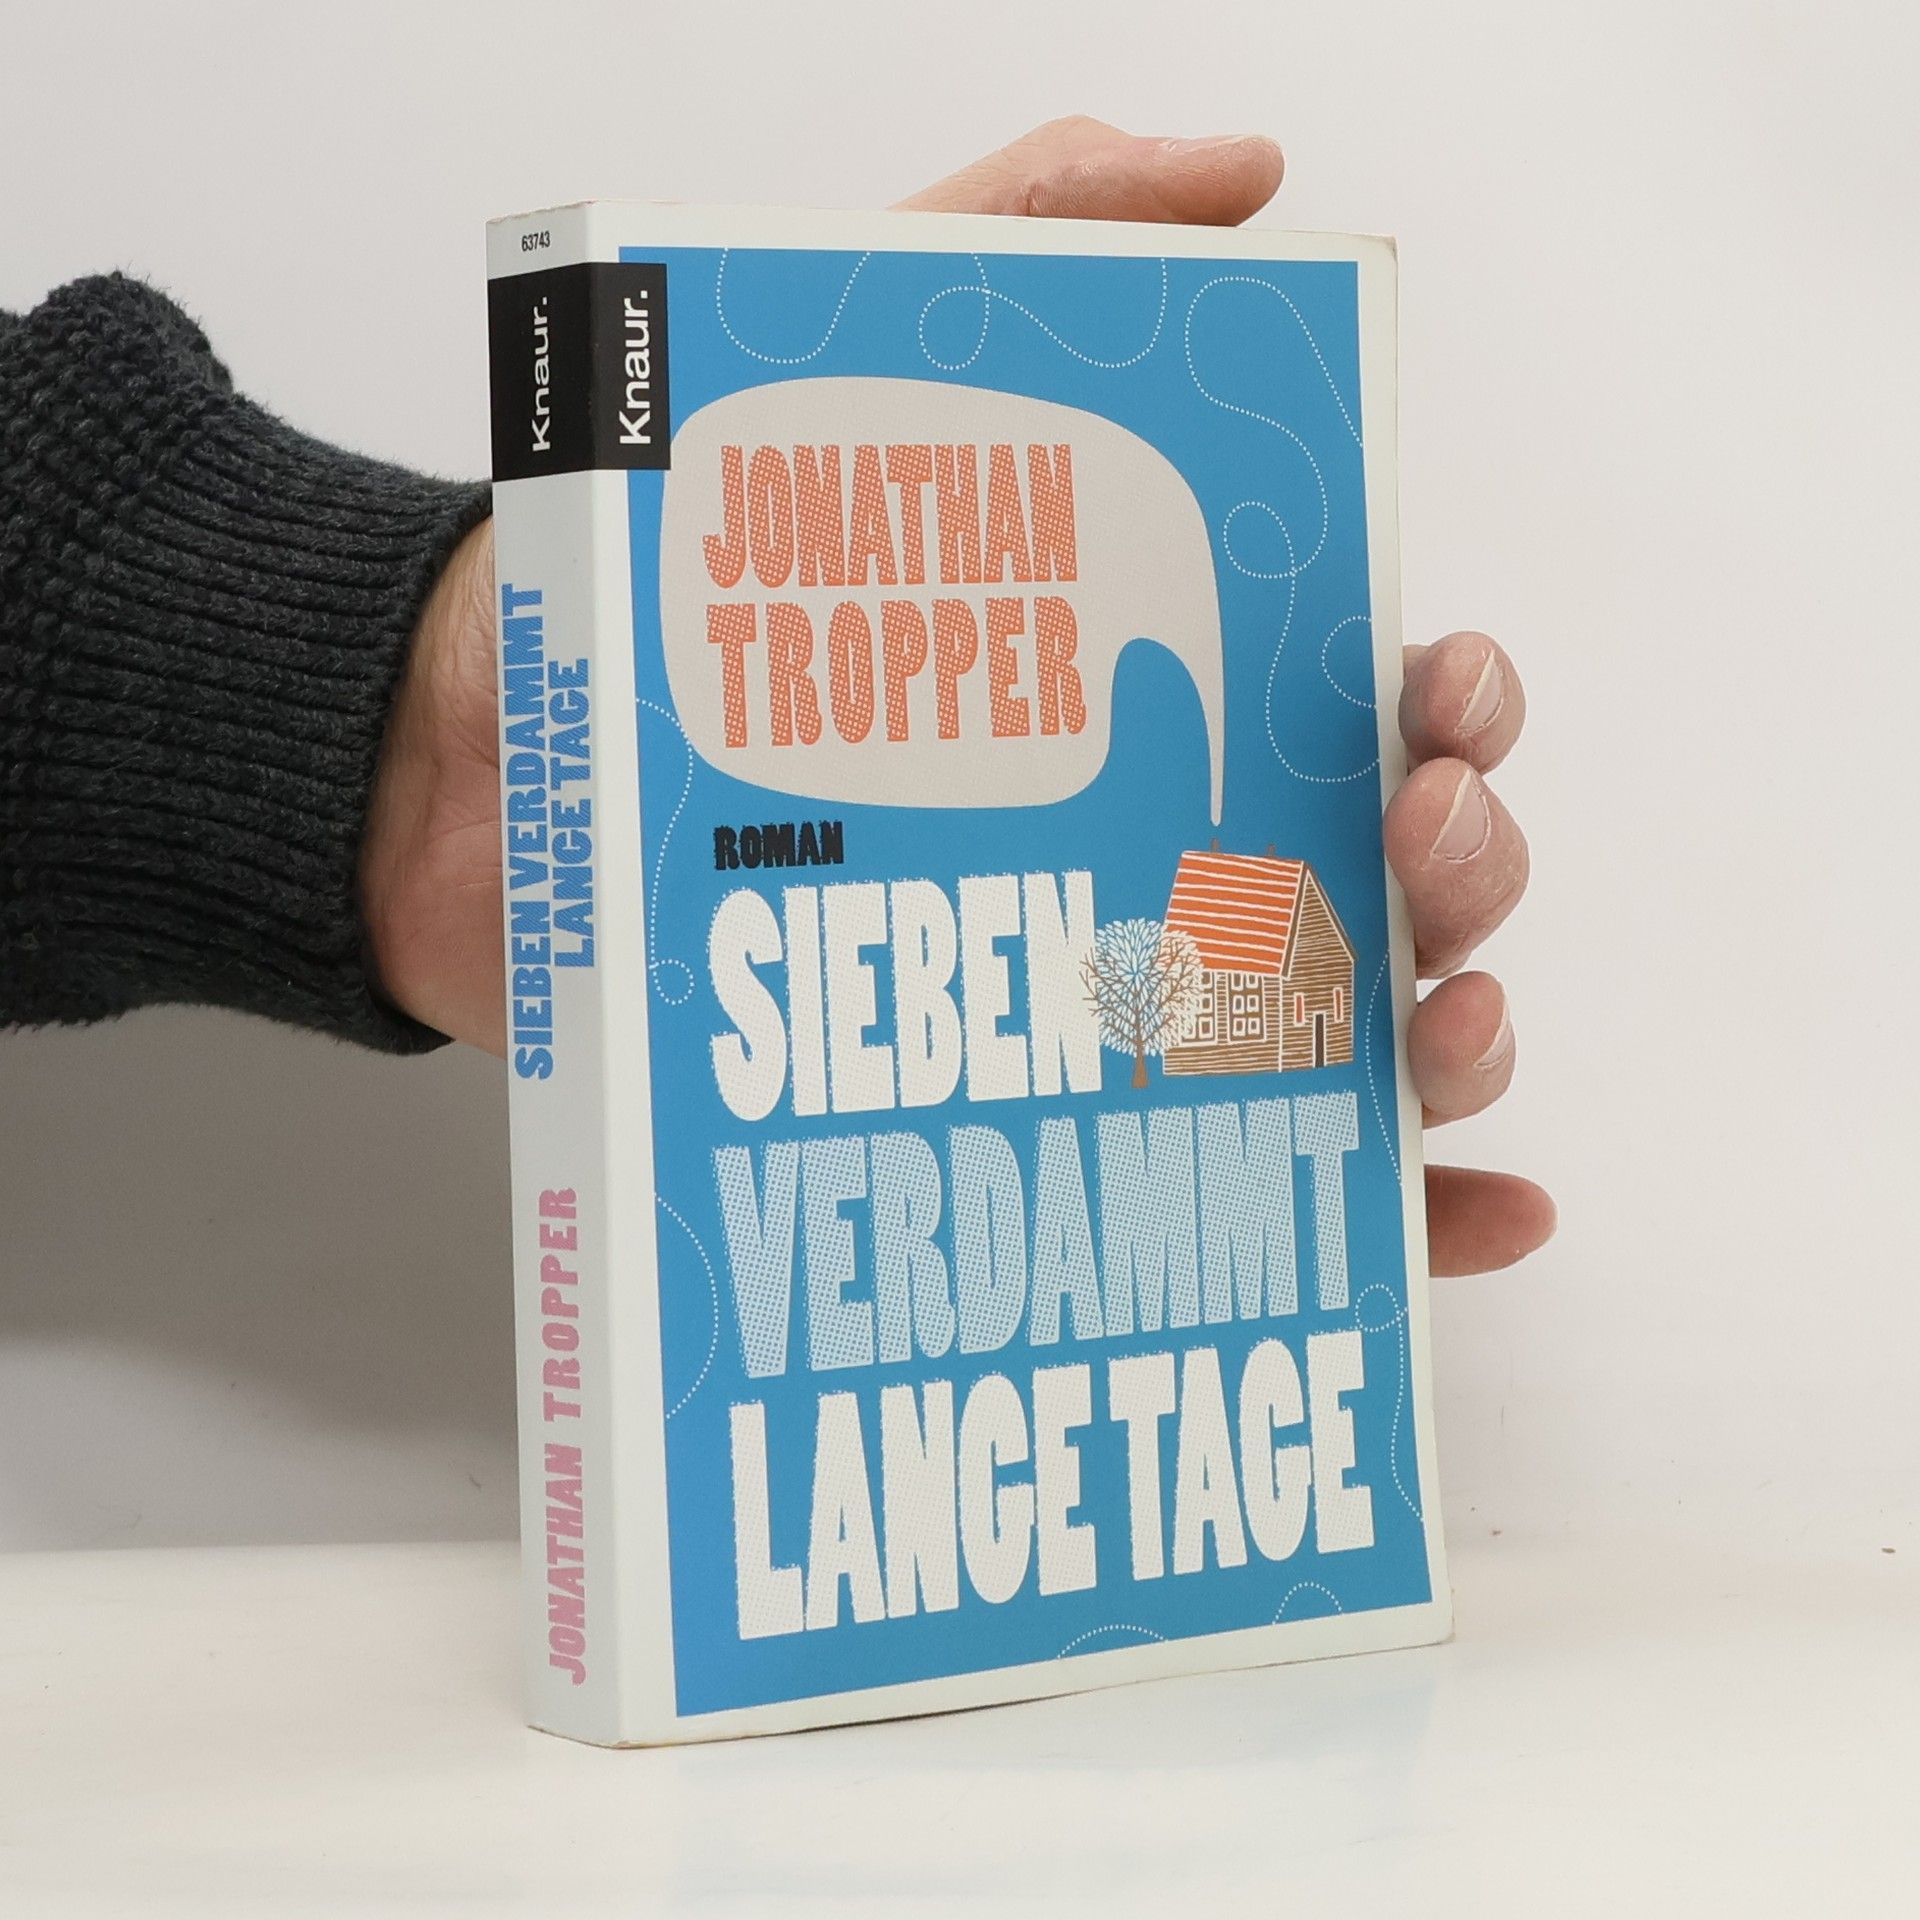 63743
Knaur.
SIEBEN VERDAMMT
LANGE TAGE
JONATHAN TROPPER
Knaur.
JONATHAN
TROPPER
ROMAN
SIEBEN
VERDAMMT
LANGE TAGE